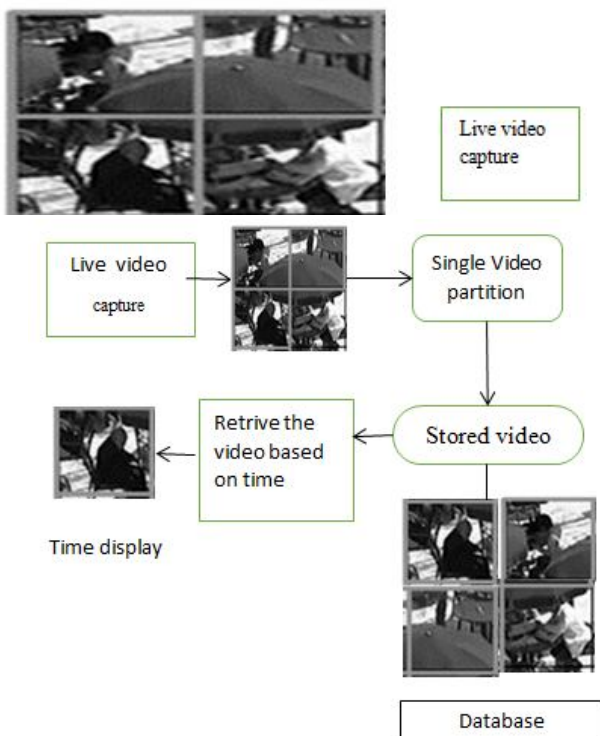 Live video
capture
Live video
capture
Single Video
partition
Retrive the
video based
on time
Stored video
Time display
Database